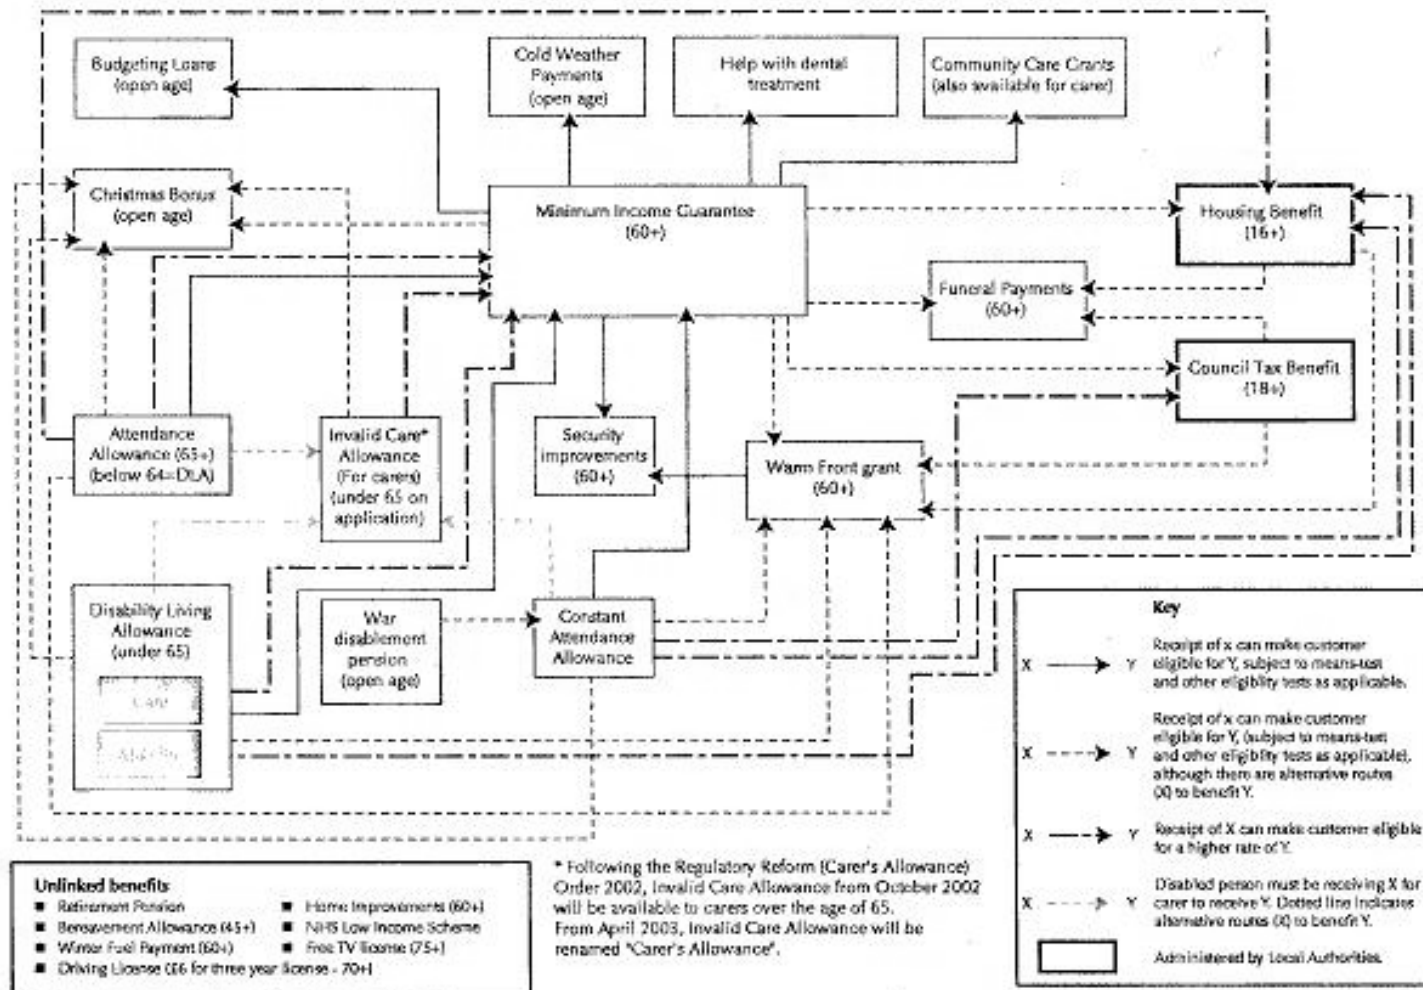 Budgeting Loans
(open age)
Cold Weather
Payments
(open age)
Help with dental
treatment
Community Care Grants
(also available for carer)
Christmas Bonus
(open age)
Minimum Income Guarantee
(60+)
Housing Benefit
(16+)
Funeral Payments
(60+)
Council Tax Benefit
(18+)
Attendance
Allowance (65+)
(below 64=DLA)
Invalid Care*
Allowance
(For carers)
(under 65 on
application)
Security
improvements
(60+)
Warm Front grant
(60+)
Disability Living
Allowance
(under 65)
Care
Mobility
War
disablement
pension
(open age)
Constant
Attendance
Allowance
Key
X Y Receipt of x can make customer
eligible for Y, subject to means-test
and other eligiblity tests as applicable.
X Y Receipt of x can make customer
eligible for Y, (subject to means-test
and other eligiblity tests as applicable),
although there are alternative routes
(X) to benefit Y.
X Y Receipt of X can make customer eligible
for a higher rate of Y.
X Y Disabled person must be receiving X for
carer to receive Y. Dotted line indicates
alternative routes (X) to benefit Y.
Administered by Local Authorities.
Unlinked benefits
■ Retirement Pension
■ Bereavement Allowance (45+)
■ Winter Fuel Payment (60+)
■ Driving License (£6 for three year license - 70+)
■ Home Improvements (60+)
■ NHS Low Income Scheme
■ Free TV license (75+)
* Following the Regulatory Reform (Carer's Allowance)
Order 2002, Invalid Care Allowance from October 2002
will be available to carers over the age of 65.
From April 2003, Invalid Care Allowance will be
renamed "Carer's Allowance".